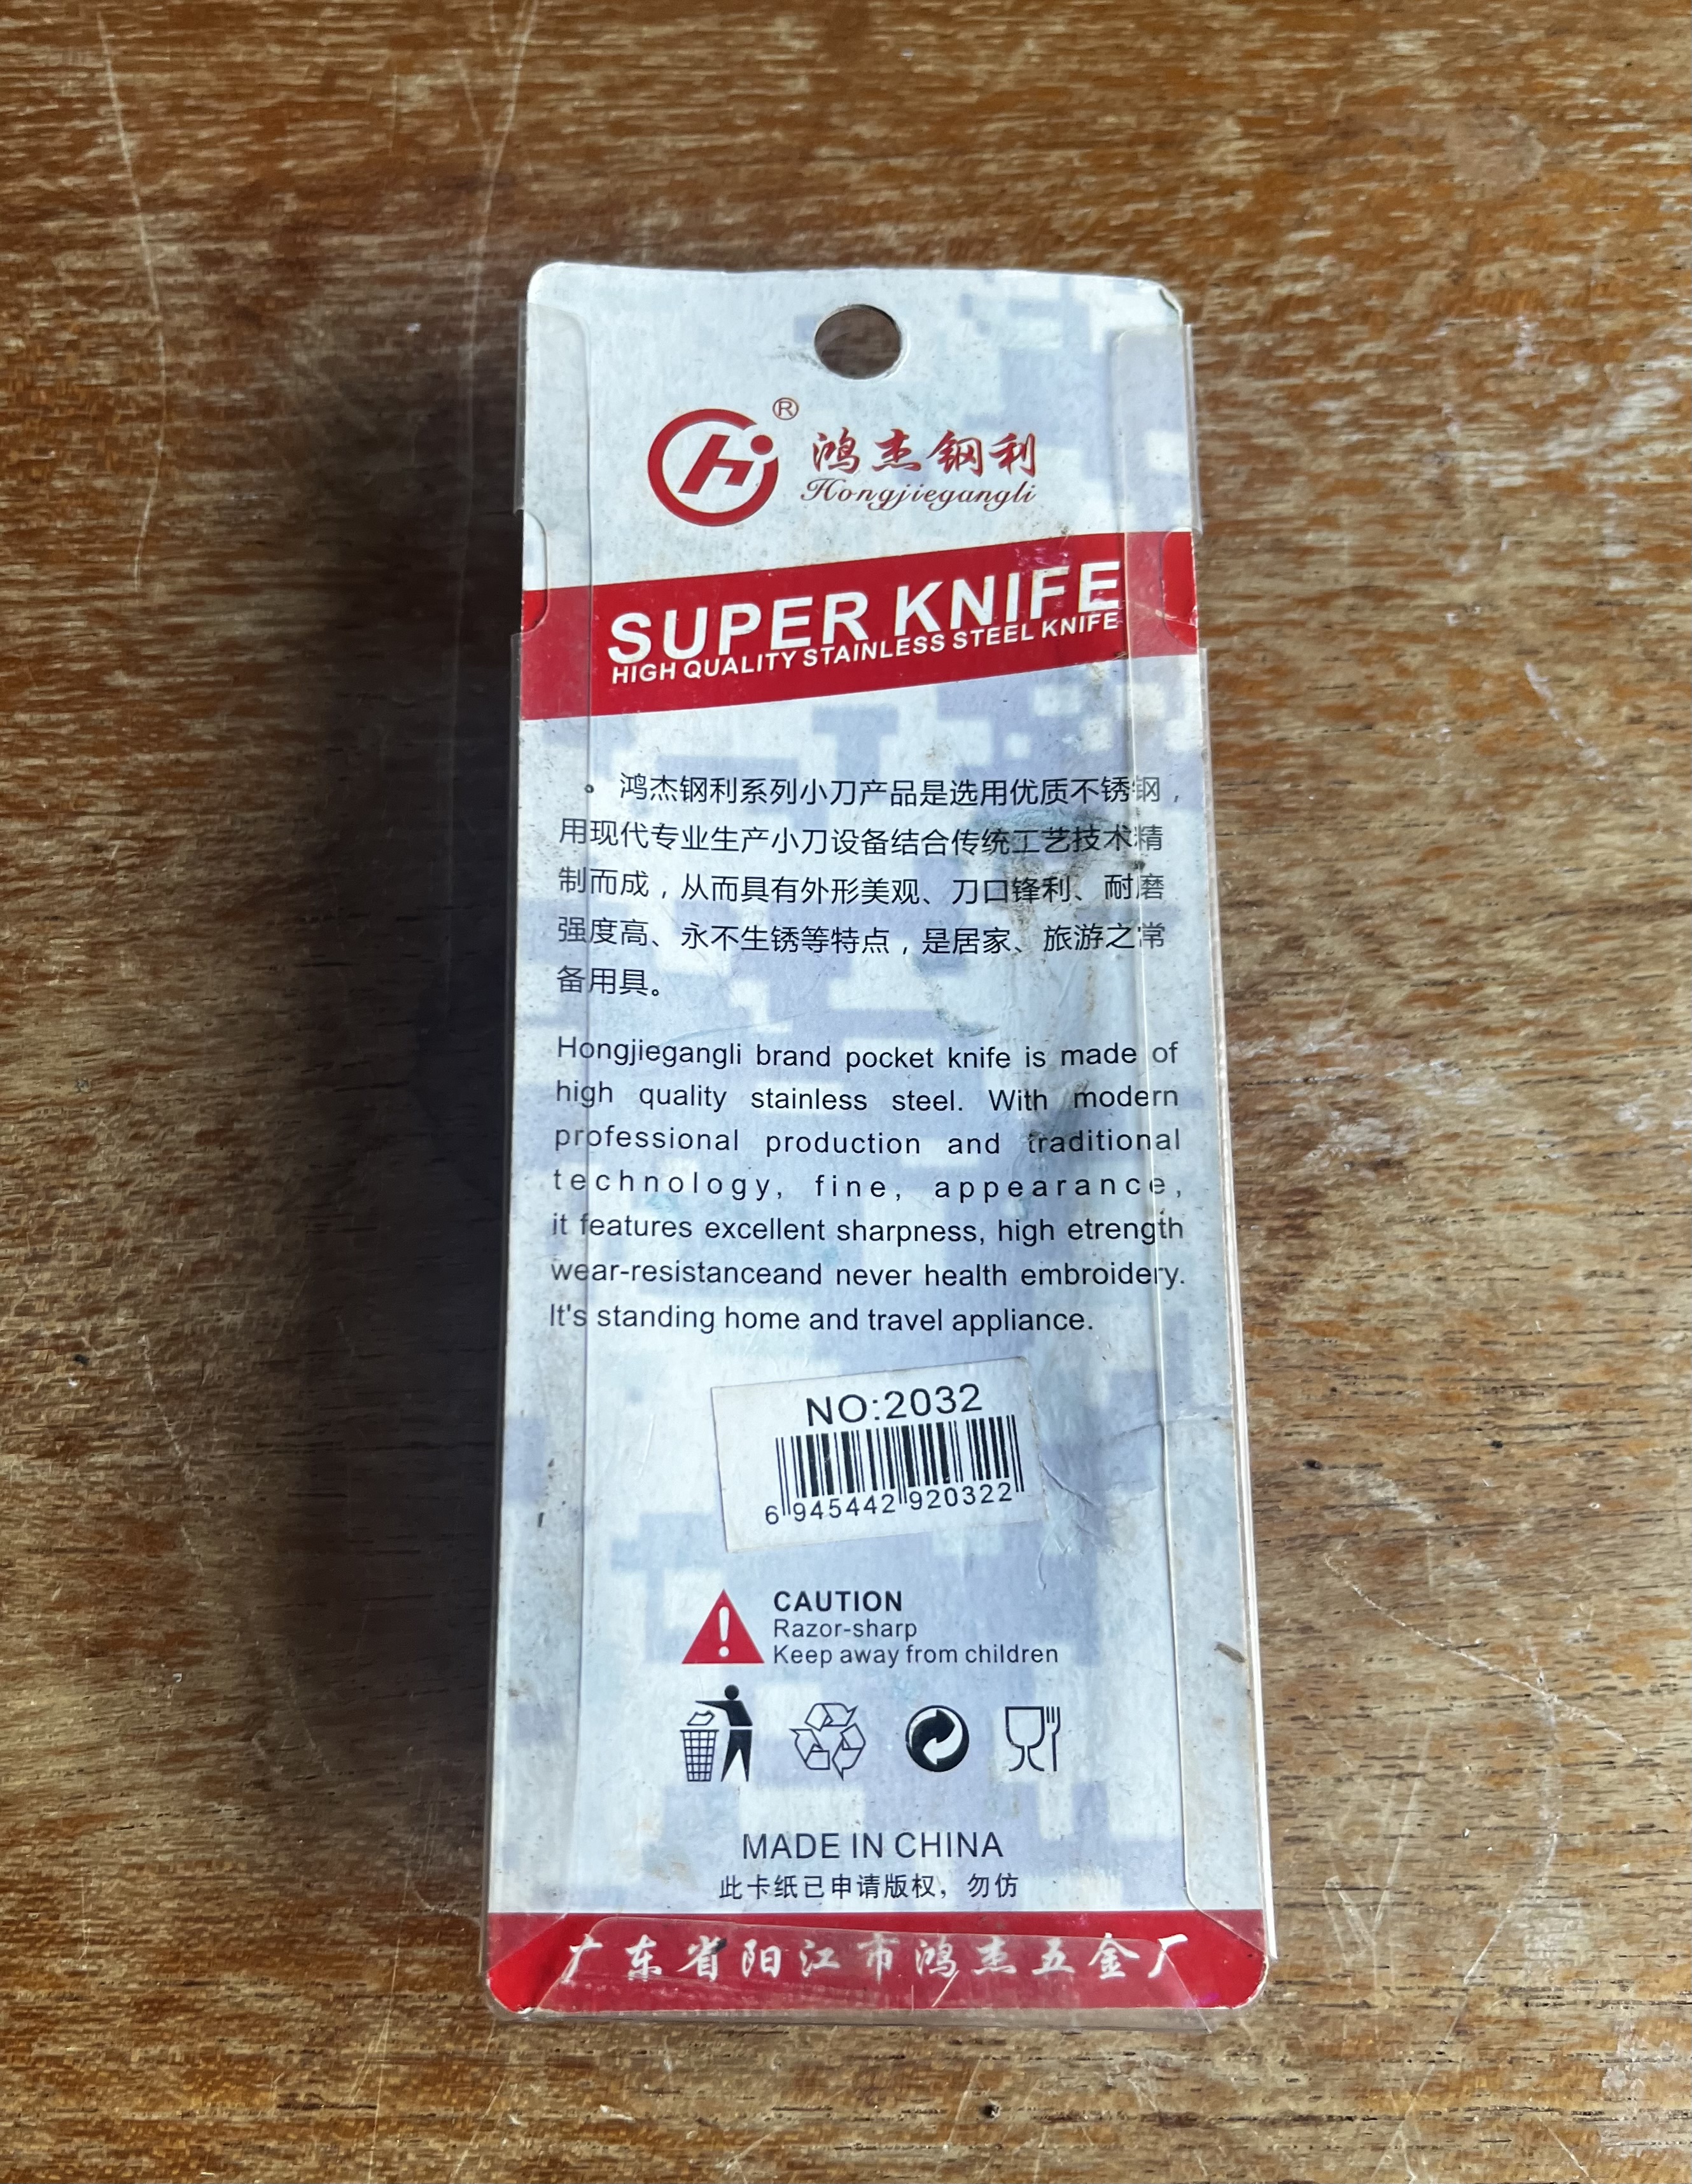 ®
鸿杰钢利
Hongjiegangli
SUPER KNIFE
HIGH QUALITY STAINLESS STEEL KNIFE
鸿杰钢利系列小刀产品是选用优质不锈钢，
用现代专业生产小刀设备结合传统工艺技术精
制而成，从而具有外形美观、刀口锋利、耐磨
强度高、永不生锈等特点，是居家、旅游之常
备用具。
Hongjiegangli brand pocket knife is made of
high quality stainless steel. With modern
professional production and traditional
technology, fine, appearance,
it features excellent sharpness, high etrength
wear-resistanceand never health embroidery.
It's standing home and travel appliance.
NO:2032
6 945442 920322
CAUTION
Razor-sharp
Keep away from children
MADE IN CHINA
此卡纸已申请版权，勿仿
广东省阳江市鸿杰五金厂